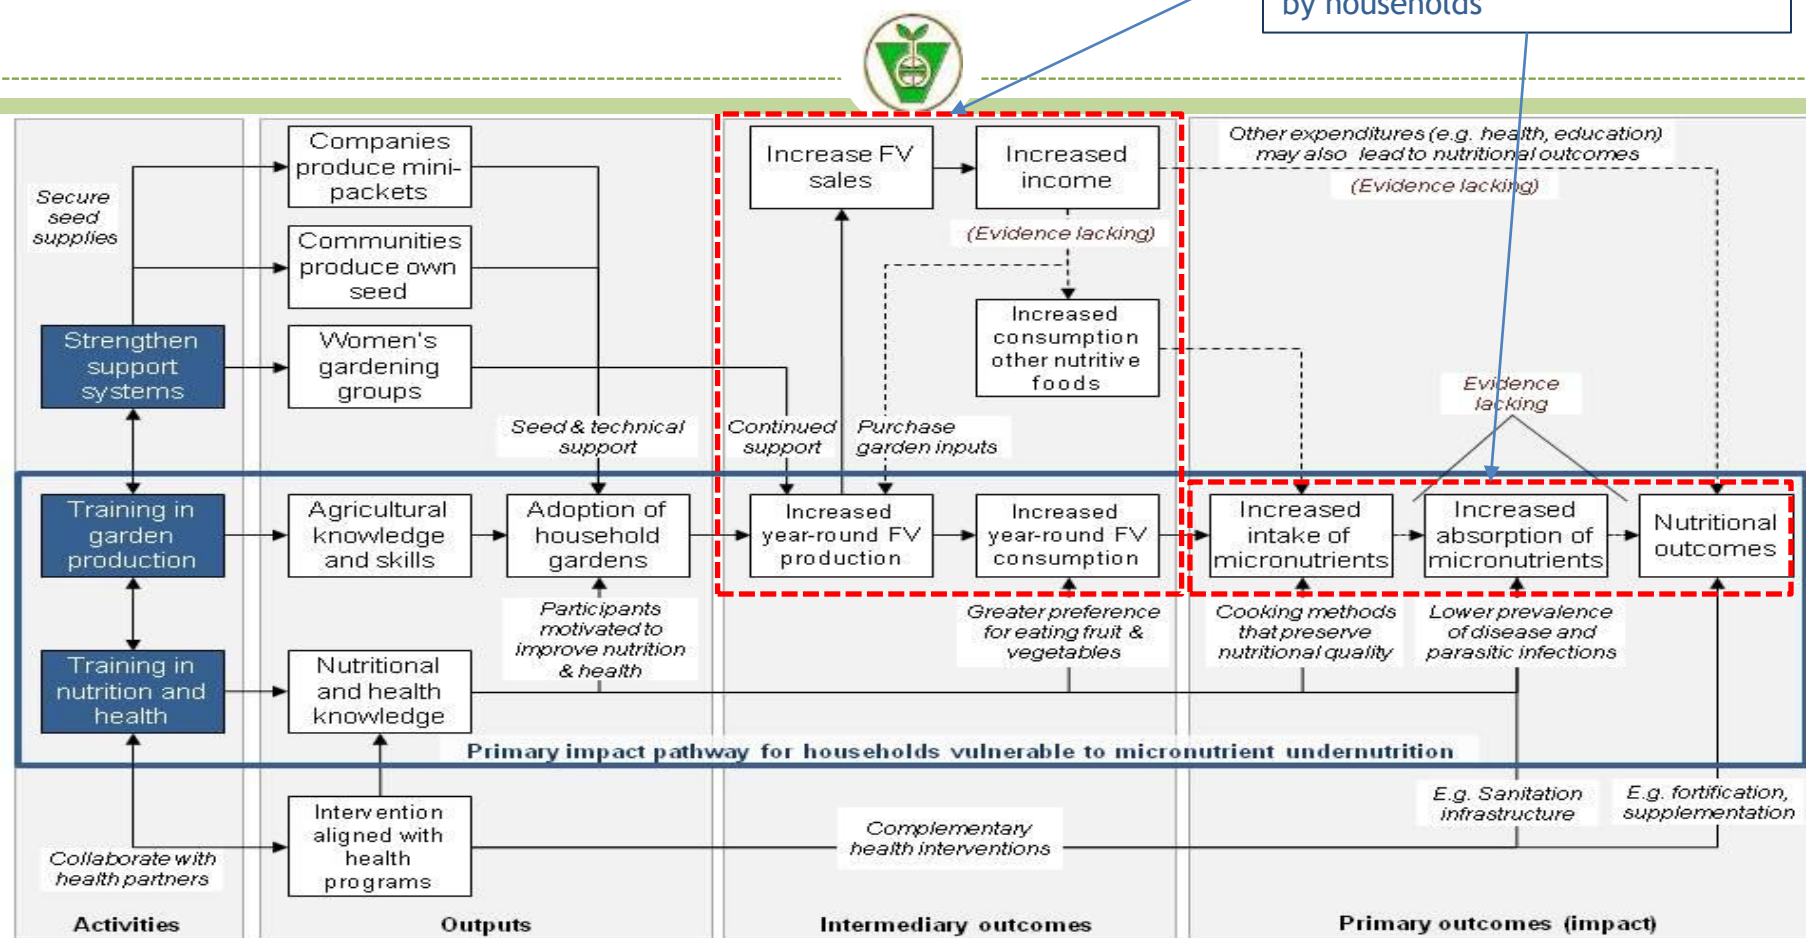 by households
Companies
produce mini-
packets
Secure
seed
supplies
Communities
produce own
seed
Strengthen
support
systems
Women's
gardening
groups
Seed & technical
support
Continued
support
Purchase
garden inputs
Increase FV
sales
Increased
income
(Evidence lacking)
Increased
consumption
other nutritive
foods
Other expenditures (e.g. health, education)
may also lead to nutritional outcomes
(Evidence lacking)
Evidence
lacking
Training in
garden
production
Agricultural
knowledge
and skills
Adoption of
household
gardens
Increased
year-round FV
production
Increased
year-round FV
consumption
Increased
intake of
micronutrients
Increased
absorption of
micronutrients
Nutritional
outcomes
Participants
motivated to
improve nutrition
& health
Greater preference
for eating fruit &
vegetables
Cooking methods
that preserve
nutritional quality
Lower prevalence
of disease and
parasitic infections
Training in
nutrition and
health
Nutritional
and health
knowledge
Primary impact pathway for households vulnerable to micronutrient undernutrition
Collaborate with
health partners
Intervention
aligned with
health
programs
Complementary
health interventions
E.g. Sanitation
infrastructure
E.g. fortification,
supplementation
Activities
Outputs
Intermediary outcomes
Primary outcomes (impact)